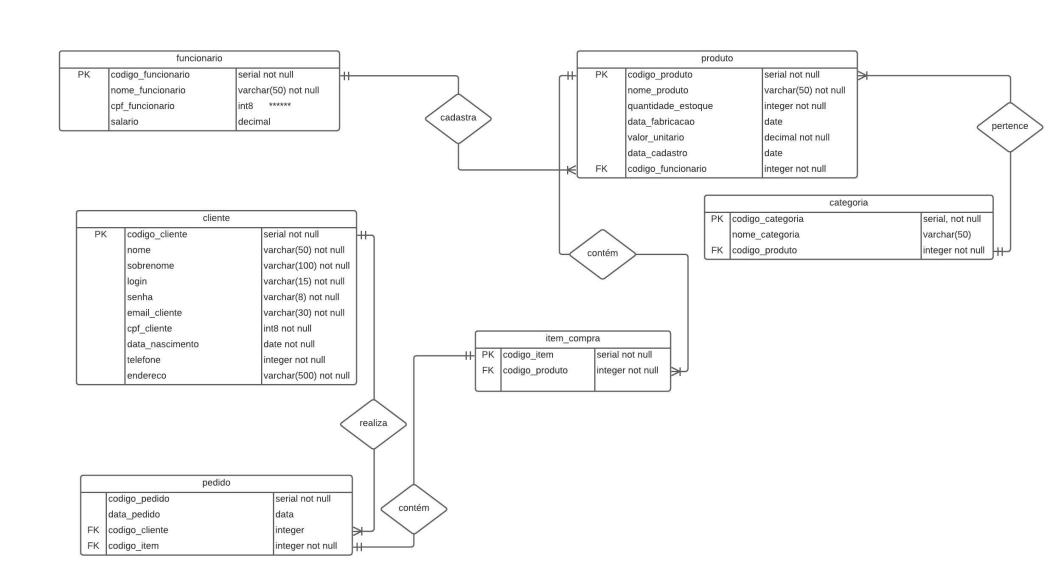 funcionario
PK codigo_funcionario serial not null
nome_funcionario varchar(50) not null
cpf_funcionario int8 ******
salario decimal
cadastra
produto
PK codigo_produto serial not null
nome_produto varchar(50) not null
quantidade_estoque integer not null
data_fabricacao date
valor_unitario decimal not null
data_cadastro date
FK codigo_funcionario integer not null
pertence
categoria
PK codigo_categoria serial, not null
nome_categoria varchar(50)
FK codigo_produto integer not null
cliente
PK codigo_cliente serial not null
nome varchar(50) not null
sobrenome varchar(100) not null
login varchar(15) not null
senha varchar(8) not null
email_cliente varchar(30) not null
cpf_cliente int8 not null
data_nascimento date not null
telefone integer not null
endereco varchar(500) not null
contém
item_compra
PK codigo_item serial not null
FK codigo_produto integer not null
realiza
pedido
codigo_pedido serial not null
data_pedido data
FK codigo_cliente integer
FK codigo_item integer not null
contém